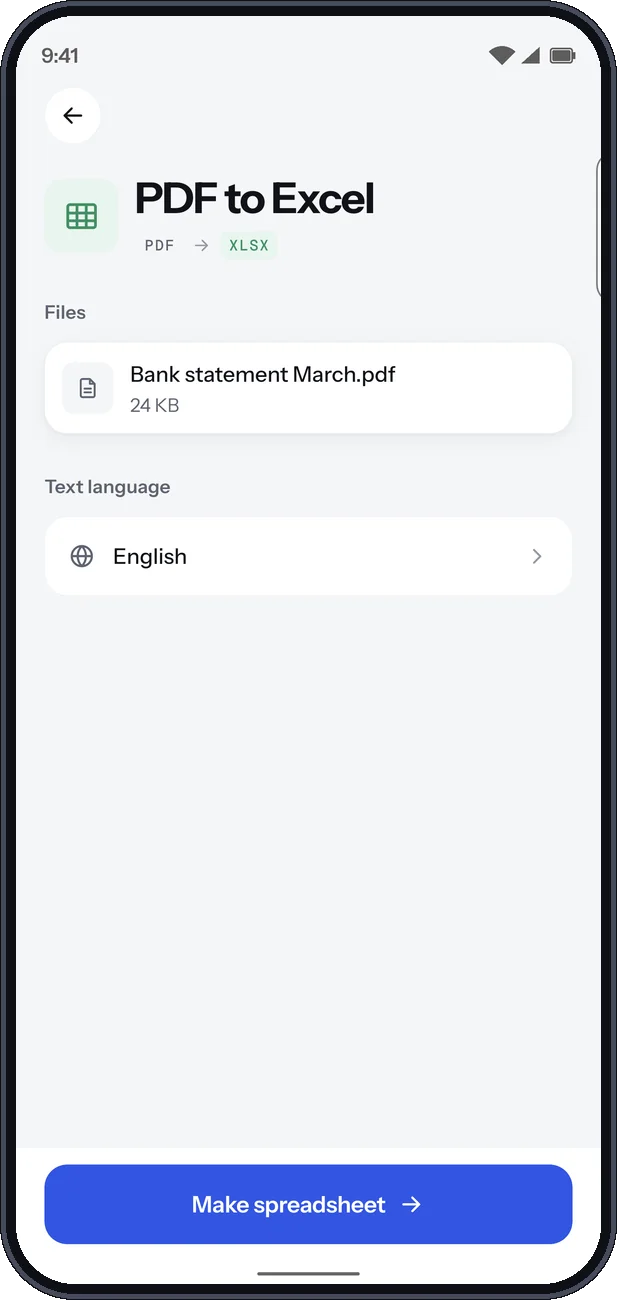 9:41
PDF to Excel
PDF → XLSX
Files
Bank statement March.pdf
24 KB
Text language
English
Make spreadsheet →